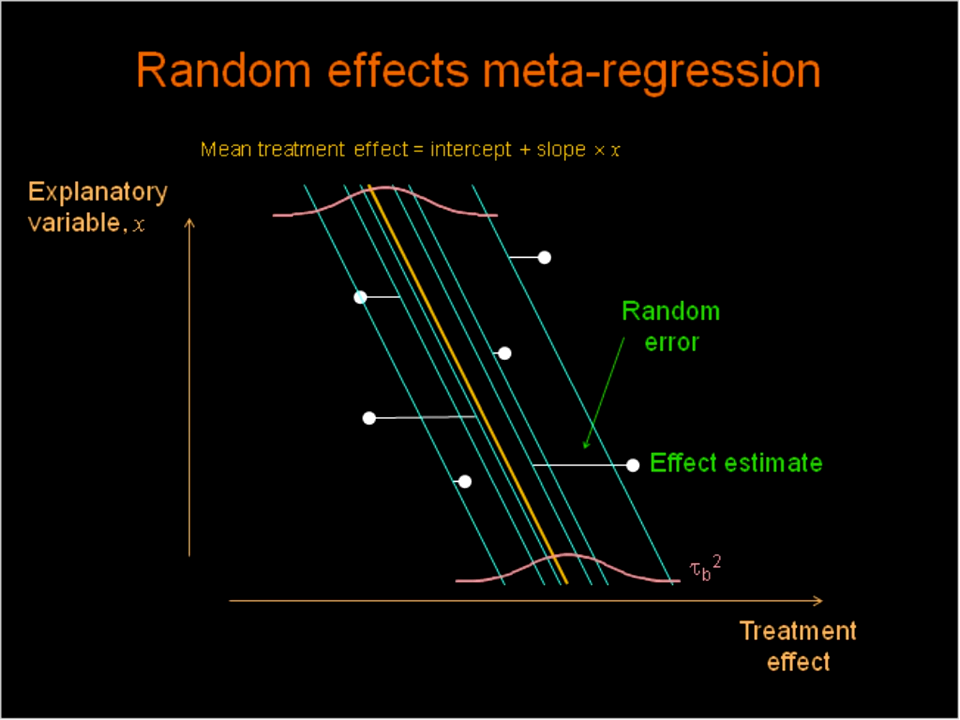 Random effects meta-regression
Mean treatment effect = intercept + slope × x
Explanatory
variable, x
Random
error
Effect estimate
τb²
Treatment
effect